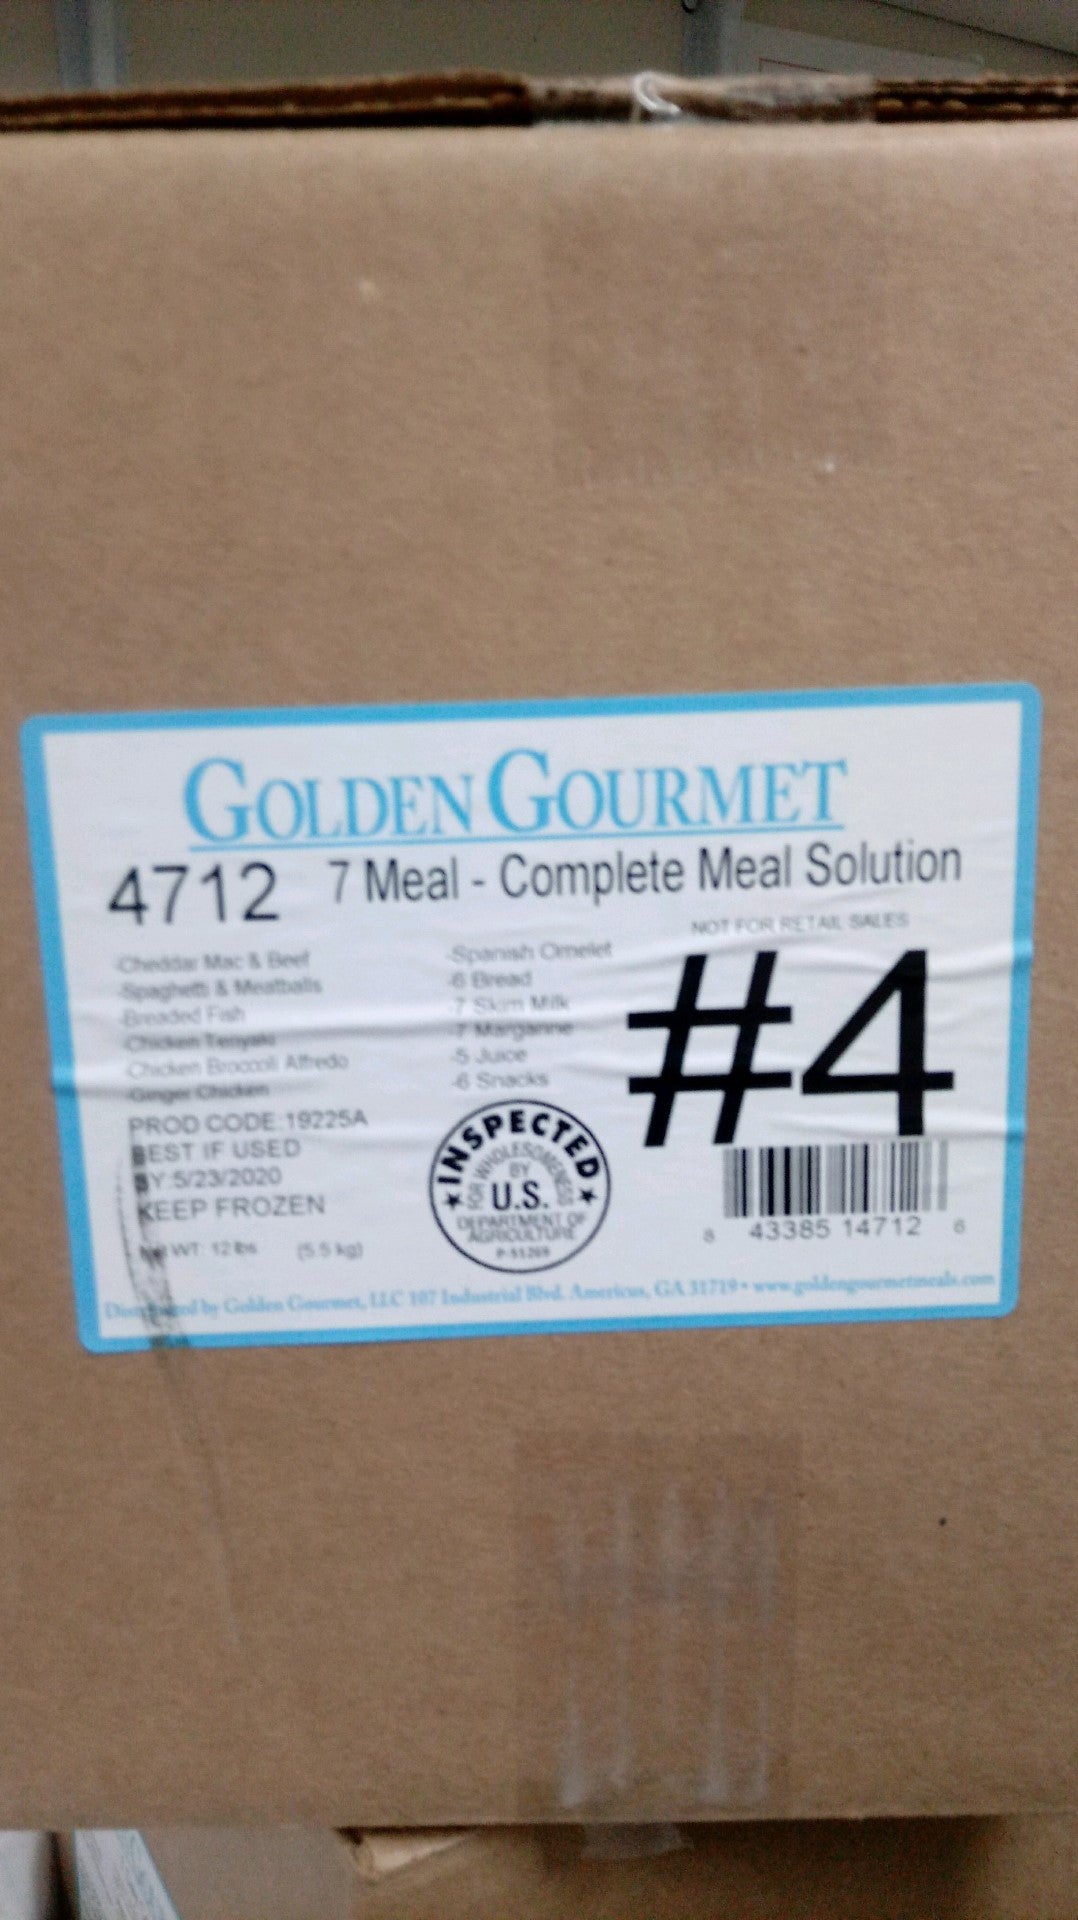 GOLDEN GOURMET
4712 7 Meal - Complete Meal Solution
NOT FOR RETAIL SALES
-Cheddar Mac & Beef
-Spaghetti & Meatballs
-Breaded Fish
-Chicken Teriyaki
-Chicken Broccoli Alfredo
-Ginger Chicken
-Spanish Omelet
-6 Bread
-7 Skim Milk
-7 Margarine
-5 Juice
-6 Snacks
#4
PROD CODE:19225A
BEST IF USED
BY:5/23/2020
KEEP FROZEN
Net WT: 12 lbs (5.5 kg)
INSPECTED
FOR WHOLESOMENESS
BY
U.S.
DEPARTMENT OF
AGRICULTURE
P-51269
8 43385 14712 6
Distributed by Golden Gourmet, LLC 107 Industrial Blvd. Americus, GA 31719 • www.goldengourmetmeals.com